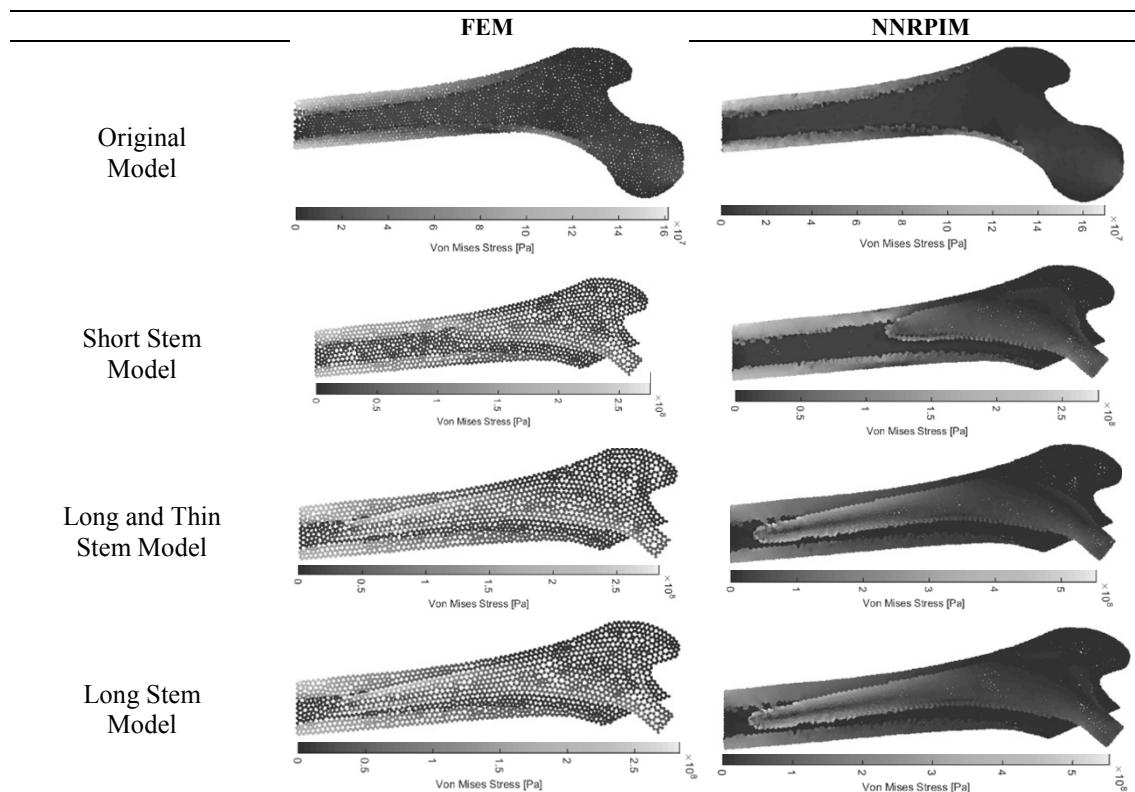 FEM NNRPIM
Original
Model
0 2 4 6 8 10 12 14 16 ×10⁷
Von Mises Stress [Pa]
0 2 4 6 8 10 12 14 16 ×10⁷
Von Mises Stress [Pa]
Short Stem
Model
0 0.5 1 1.5 2 2.5 ×10⁸
Von Mises Stress [Pa]
0 0.5 1 1.5 2 2.5 ×10⁸
Von Mises Stress [Pa]
Long and Thin
Stem Model
0 0.5 1 1.5 2 2.5 ×10⁸
Von Mises Stress [Pa]
0 1 2 3 4 5 ×10⁸
Von Mises Stress [Pa]
Long Stem
Model
0 0.5 1 1.5 2 2.5 ×10⁸
Von Mises Stress [Pa]
0 1 2 3 4 5 ×10⁸
Von Mises Stress [Pa]